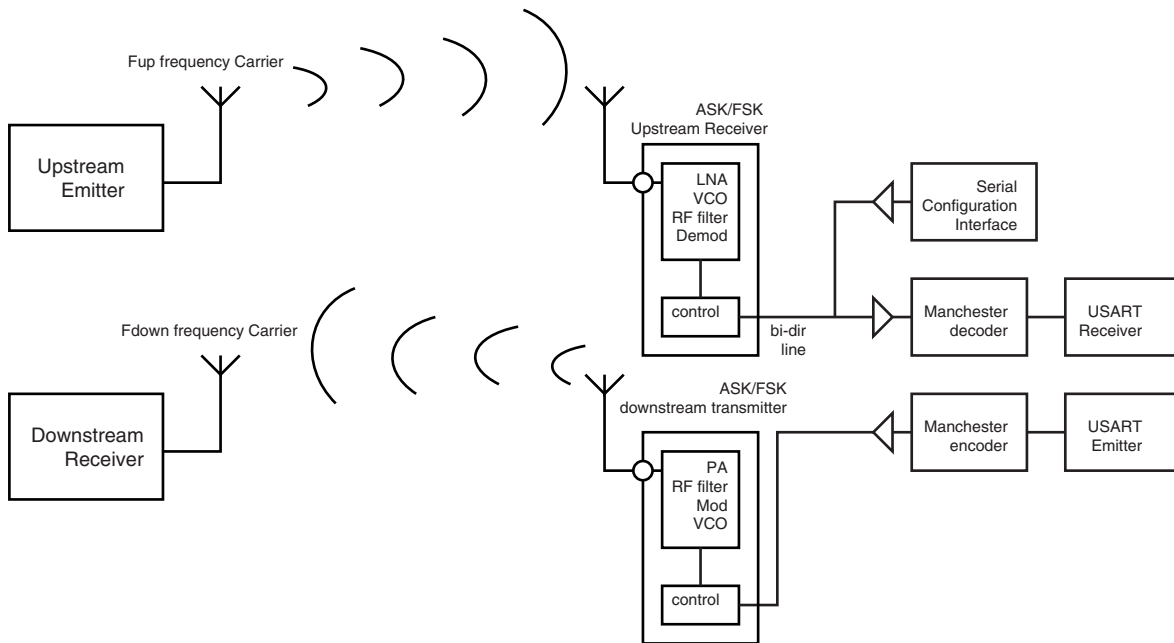 Fup frequency Carrier
Upstream
Emitter
ASK/FSK
Upstream Receiver
LNA
VCO
RF filter
Demod
control
bi-dir
line
Serial
Configuration
Interface
Manchester
decoder
USART
Receiver
Fdown frequency Carrier
Downstream
Receiver
ASK/FSK
downstream transmitter
PA
RF filter
Mod
VCO
control
Manchester
encoder
USART
Emitter